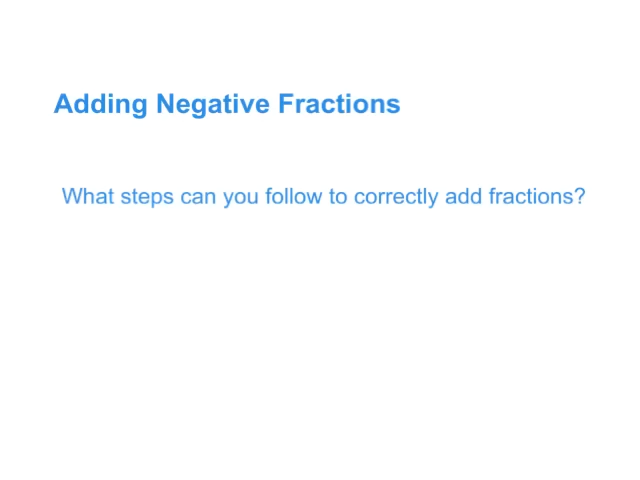 Adding Negative Fractions
What steps can you follow to correctly add fractions?